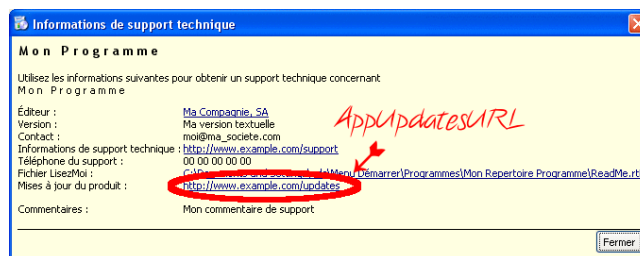 Informations de support technique
Mon Programme
Utilisez les informations suivantes pour obtenir un support technique concernant
Mon Programme
Éditeur : Ma Compagnie, SA
Version : Ma version textuelle
Contact : moi@ma_societe.com
Informations de support technique : http://www.example.com/support
Téléphone du support : 00 00 00 00 00
Fichier LisezMoi : Menu Démarrer\Programmes\Mon Repertoire Programme\ReadMe.rt
Mises à jour du produit : http://www.example.com/updates
Commentaires : Mon commentaire de support
AppUpdatesURL
Fermer